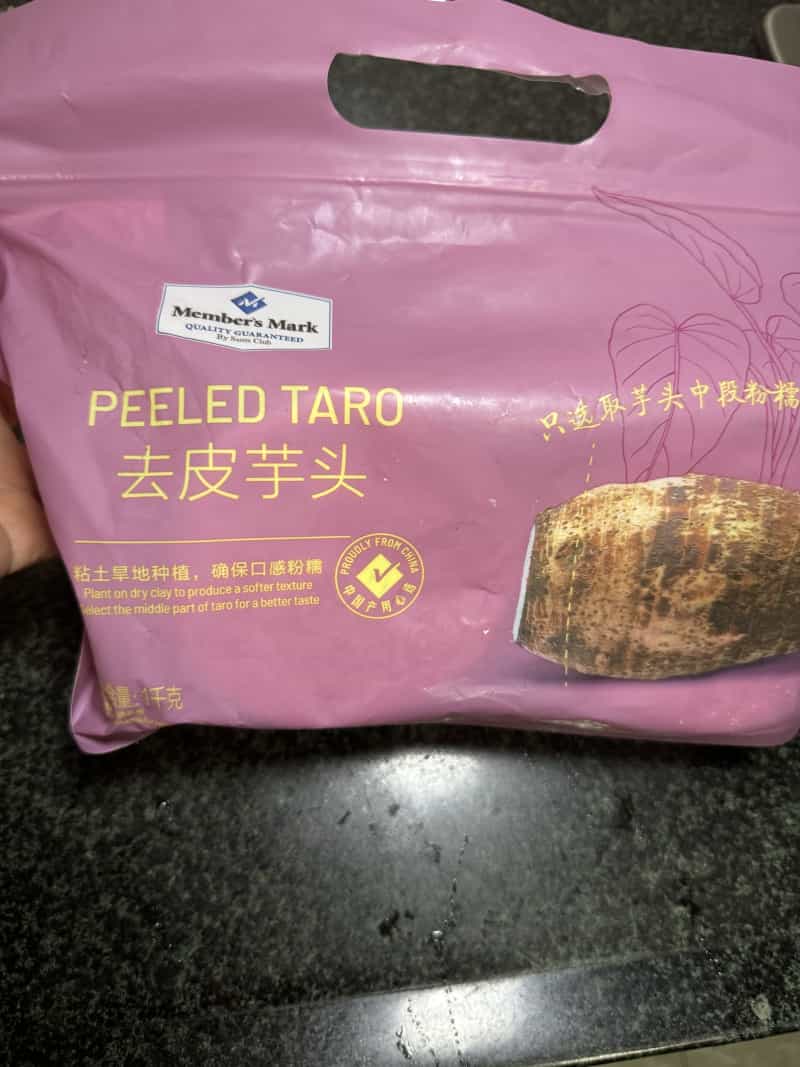 Member's Mark
QUALITY GUARANTEED
By Sam's Club
PEELED TARO
去皮芋头
只选取芋头中段粉糯
粘土旱地种植，确保口感粉糯
Plant on dry clay to produce a softer texture
elect the middle part of taro for a better taste
PROUDLY FROM CHINA
中国产 用心选
量：1千克